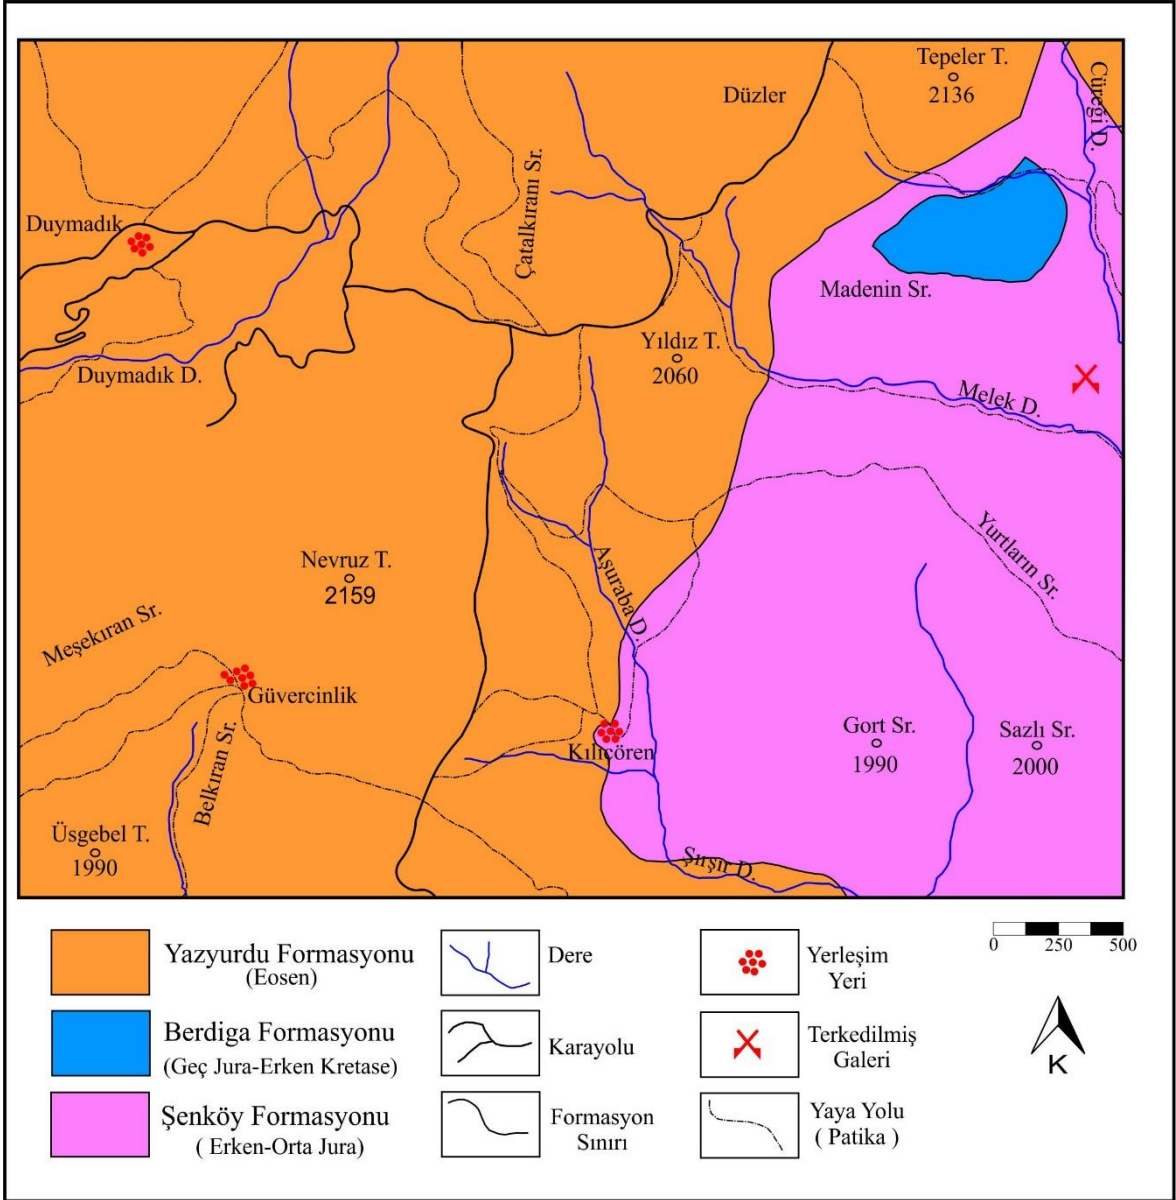 Tepeler T.
2136
Cüreği D.
Düzler
Duymadık
Çatalkıranı Sr.
Madenin Sr.
Yıldız T.
2060
Duymadık D.
Melek D.
Yurtların Sr.
Nevruz T.
2159
Aşuraba D.
Meşekıran Sr.
Güvercinlik
Belkıran Sr.
Kılıçören
Gort Sr.
1990
Sazlı Sr.
2000
Üsgebel T.
1990
Şırşır D.
Yazyurdu Formasyonu
(Eosen)
Berdiga Formasyonu
(Geç Jura-Erken Kretase)
Şenköy Formasyonu
( Erken-Orta Jura)
Dere
Karayolu
Formasyon
Sınırı
Yerleşim
Yeri
Terkedilmiş
Galeri
Yaya Yolu
( Patika )
0 250 500
K